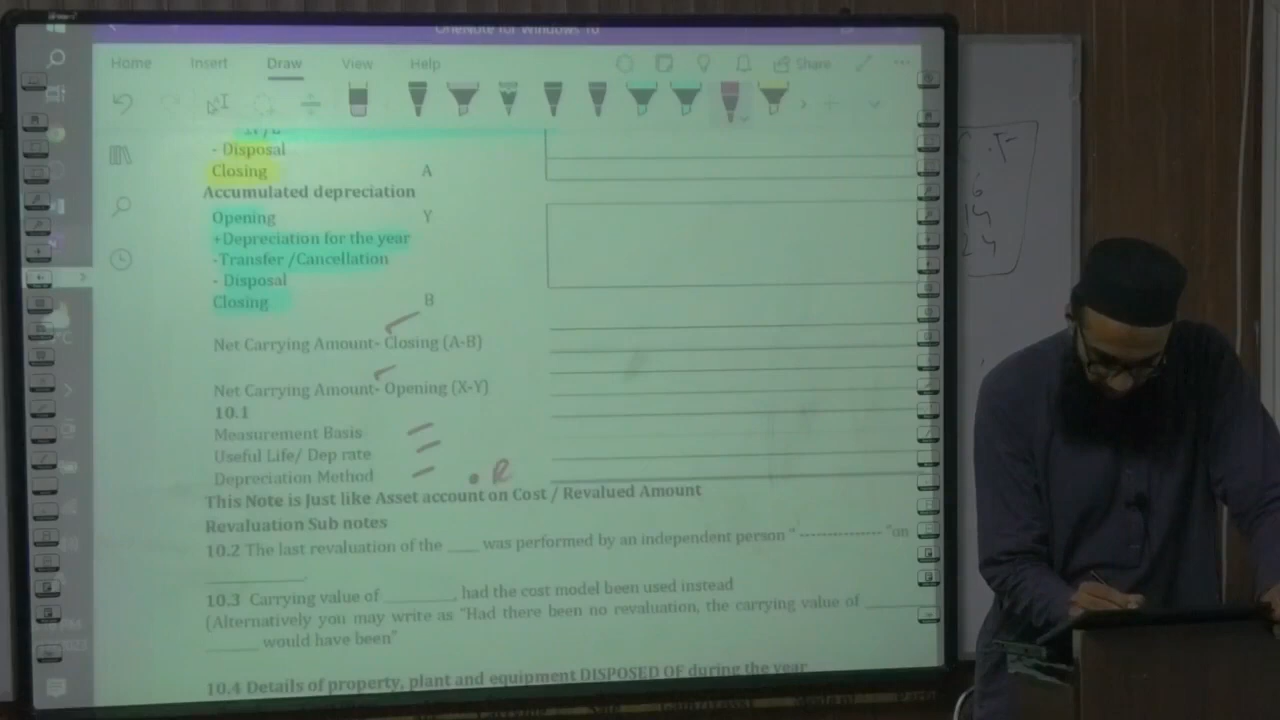 OneNote for Windows 10
Home Insert Draw View Help Share
- Disposal
Closing A
Accumulated depreciation
Opening Y
+Depreciation for the year
-Transfer /Cancellation
- Disposal
Closing B
Net Carrying Amount- Closing (A-B)
Net Carrying Amount- Opening (X-Y)
10.1
Measurement Basis
Useful Life/ Dep rate
Depreciation Method . R
This Note is Just like Asset account on Cost / Revalued Amount
Revaluation Sub notes
10.2 The last revaluation of the ____ was performed by an independent person "---------------"on
____________.
10.3 Carrying value of _________, had the cost model been used instead
(Alternatively you may write as "Had there been no revaluation, the carrying value of ________
______ would have been"
10.4 Details of property, plant and equipment DISPOSED OF during the year